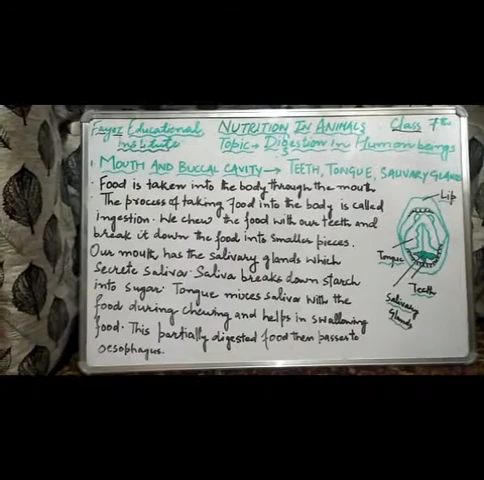 Fayaz Educational Institute
NUTRITION IN ANIMALS
Class 7th
Topic → Digestion in Human beings
MOUTH AND BUCCAL CAVITY → TEETH, TONGUE, SALIVARY GLANDS
Food is taken into the body through the mouth.
The process of taking food into the body is called
ingestion. We chew the food with our teeth and
break it down the food into smaller pieces.
Our mouth has the salivary glands which
secrete saliva. Saliva breaks down starch
into sugar. Tongue mixes saliva with the
food during chewing and helps in swallowing
food. This partially digested food then passes to
oesophagus.
Lip
Tongue
Teeth
Salivary
Glands